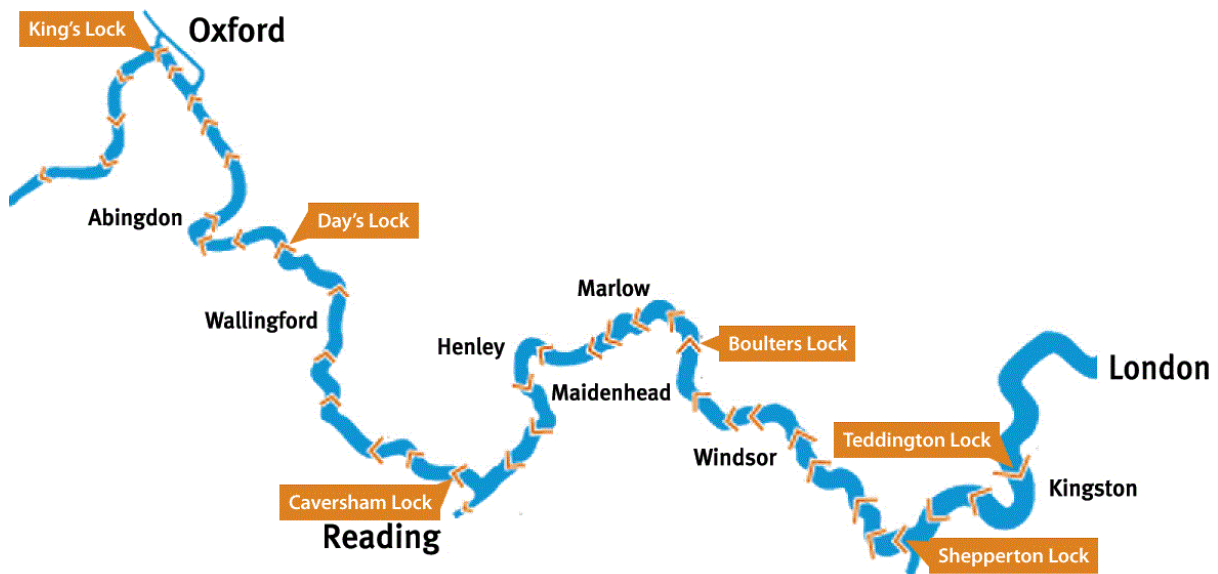 King's Lock
Oxford
Abingdon
Day's Lock
Wallingford
Marlow
Henley
Boulters Lock
Maidenhead
London
Teddington Lock
Windsor
Kingston
Caversham Lock
Reading
Shepperton Lock